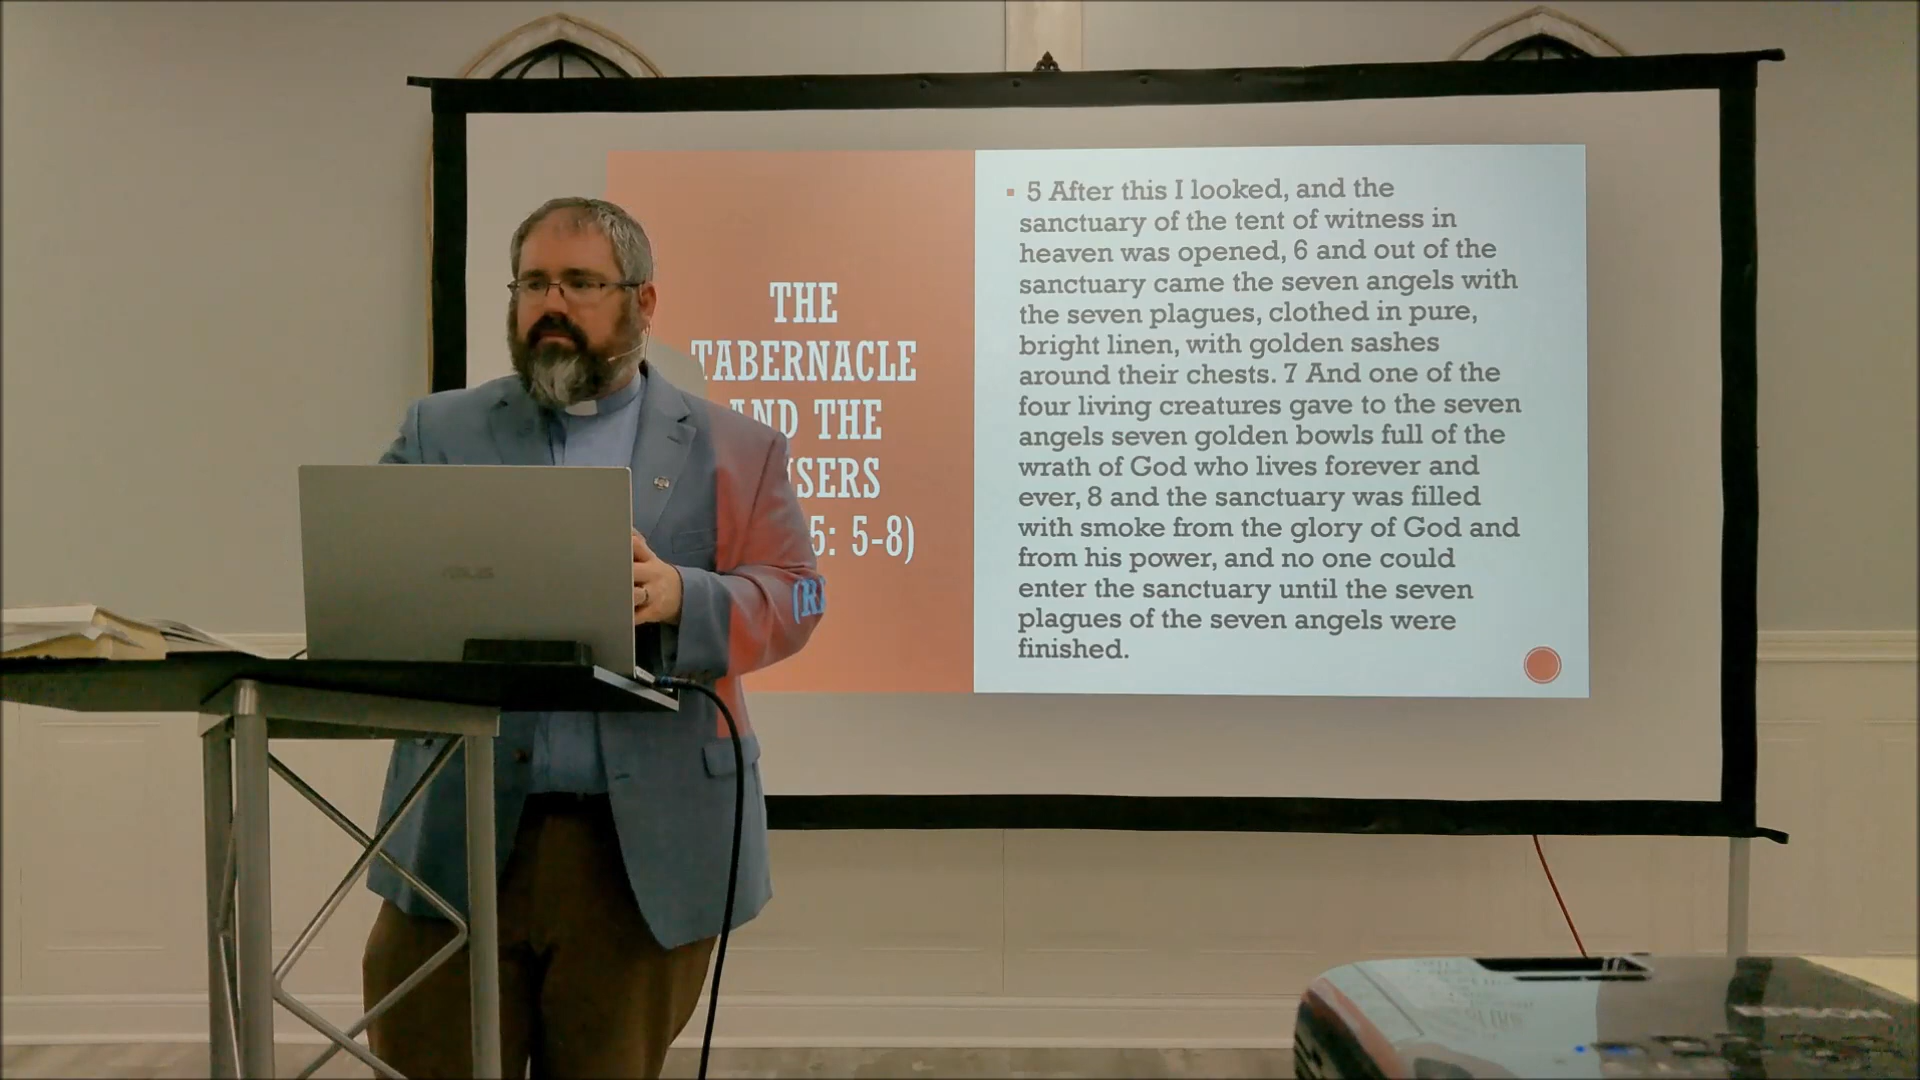 THE
TABERNACLE
AND THE
SERS
5: 5-8)
(R
5 After this I looked, and the
sanctuary of the tent of witness in
heaven was opened, 6 and out of the
sanctuary came the seven angels with
the seven plagues, clothed in pure,
bright linen, with golden sashes
around their chests. 7 And one of the
four living creatures gave to the seven
angels seven golden bowls full of the
wrath of God who lives forever and
ever, 8 and the sanctuary was filled
with smoke from the glory of God and
from his power, and no one could
enter the sanctuary until the seven
plagues of the seven angels were
finished.
ASUS